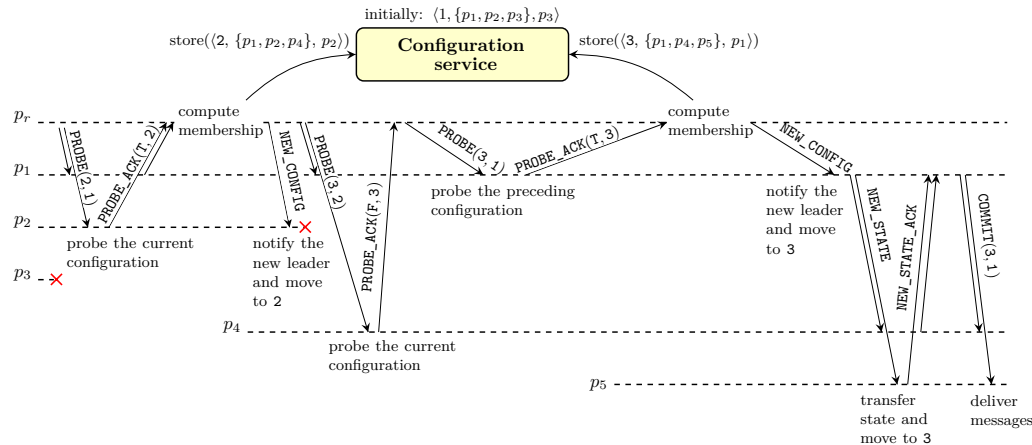 initially: ⟨1, {p1, p2, p3}, p3⟩
store(⟨2, {p1, p2, p4}, p2⟩)
Configuration
service
store(⟨3, {p1, p4, p5}, p1⟩)
compute
membership
compute
membership
pr
PROBE(2, 1)
PROBE_ACK(T, 2)
NEW_CONFIG
PROBE(3, 2)
PROBE_ACK(F, 3)
PROBE(3, 1)
PROBE_ACK(T, 3)
NEW_CONFIG
p1
probe the preceding
configuration
notify the
new leader
and move
to 3
NEW_STATE
NEW_STATE_ACK
COMMIT(3, 1)
p2
probe the current
configuration
notify the
new leader
and move
to 2
p3
p4
probe the current
configuration
p5
transfer
state and
move to 3
deliver
messages